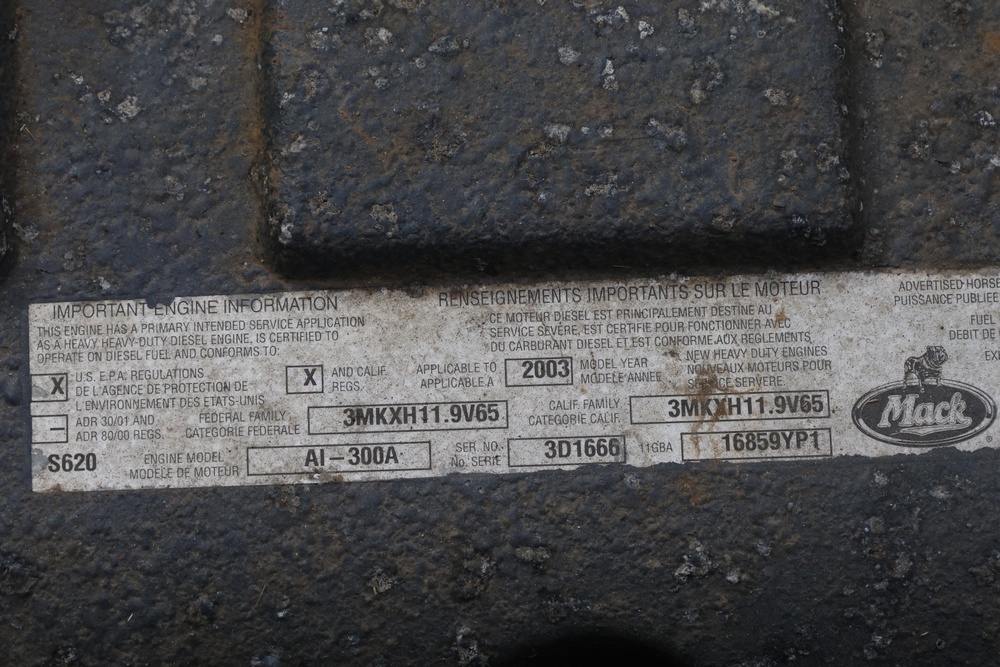 IMPORTANT ENGINE INFORMATION
THIS ENGINE HAS A PRIMARY INTENDED SERVICE APPLICATION
AS A HEAVY HEAVY-DUTY DIESEL ENGINE, IS CERTIFIED TO
OPERATE ON DIESEL FUEL AND CONFORMS TO:
RENSEIGNEMENTS IMPORTANTS SUR LE MOTEUR
CE MOTEUR DIESEL EST PRINCIPALEMENT DESTINE AU
SERVICE SEVERE, EST CERTIFIE POUR FONCTIONNER AVEC
DU CARBURANT DIESEL ET EST CONFORME AUX REGLEMENTS
ADVERTISED HORSE
PUISSANCE PUBLIEE
FUEL
DEBIT DE
EX
X
U.S. E.P.A. REGULATIONS
DE L'AGENCE DE PROTECTION DE
L'ENVIRONNEMENT DES ETATS-UNIS
X
AND CALIF.
REGS.
APPLICABLE TO
APPLICABLE A
2003
MODEL YEAR
MODÈLE ANNEE
NEW HEAVY DUTY ENGINES
NOUVEAUX MOTEURS POUR
SERVICE SERVERE.
–
ADR 30/01 AND
ADR 80/00 REGS.
FEDERAL FAMILY
CATEGORIE FEDERALE
3MKXH11.9V65
CALIF. FAMILY
CATEGORIE CALIF.
3MKXH11.9V65
Mack
®
S620
ENGINE MODEL
MODÈLE DE MOTEUR
AI-300A
SER. NO.
No. SERIE
3D1666
11GBA
16859YP1